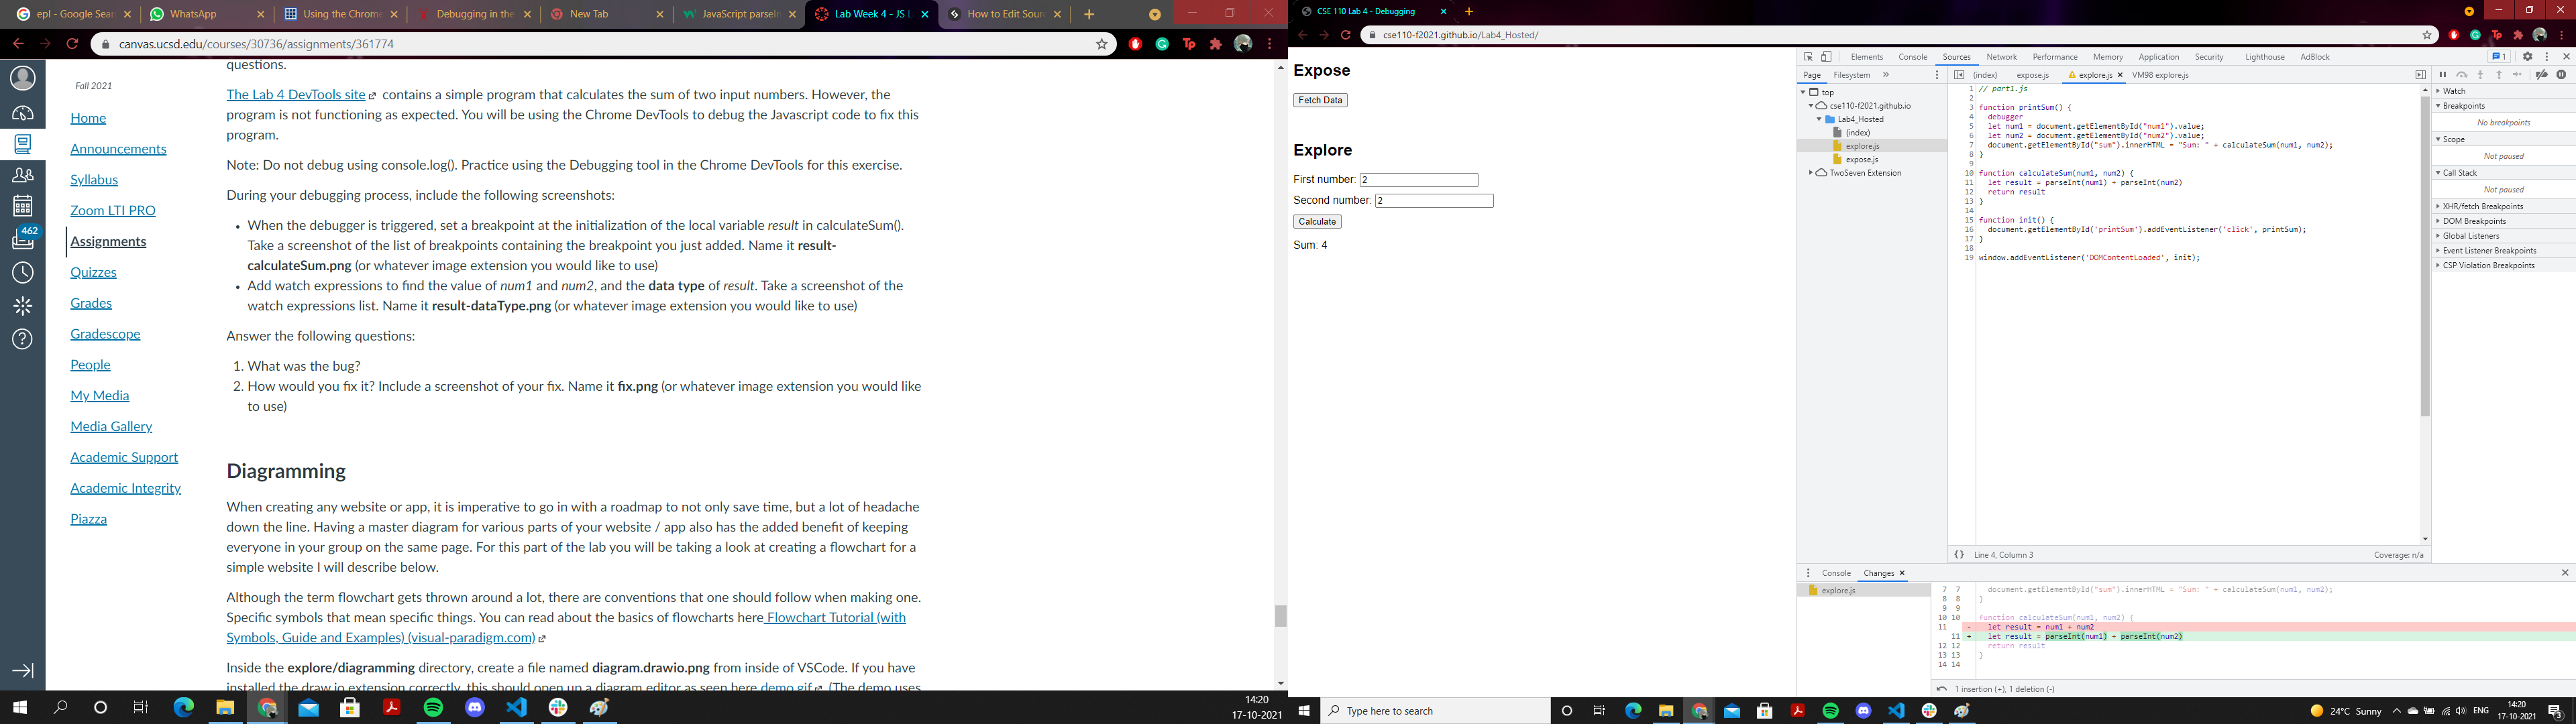 epl - Google Sear
WhatsApp
Using the Chrome
Debugging in the
New Tab
JavaScript parseIn
Lab Week 4 - JS L
How to Edit Sour
canvas.ucsd.edu/courses/30736/assignments/361774
Fall 2021
Home
Announcements
Syllabus
Zoom LTI PRO
Assignments
Quizzes
Grades
Gradescope
People
My Media
Media Gallery
Academic Support
Academic Integrity
Piazza
462
questions.
The Lab 4 DevTools site contains a simple program that calculates the sum of two input numbers. However, the
program is not functioning as expected. You will be using the Chrome DevTools to debug the Javascript code to fix this
program.
Note: Do not debug using console.log(). Practice using the Debugging tool in the Chrome DevTools for this exercise.
During your debugging process, include the following screenshots:
• When the debugger is triggered, set a breakpoint at the initialization of the local variable result in calculateSum().
Take a screenshot of the list of breakpoints containing the breakpoint you just added. Name it result-
calculateSum.png (or whatever image extension you would like to use)
• Add watch expressions to find the value of num1 and num2, and the data type of result. Take a screenshot of the
watch expressions list. Name it result-dataType.png (or whatever image extension you would like to use)
Answer the following questions:
1. What was the bug?
2. How would you fix it? Include a screenshot of your fix. Name it fix.png (or whatever image extension you would like
to use)
Diagramming
When creating any website or app, it is imperative to go in with a roadmap to not only save time, but a lot of headache
down the line. Having a master diagram for various parts of your website / app also has the added benefit of keeping
everyone in your group on the same page. For this part of the lab you will be taking a look at creating a flowchart for a
simple website I will describe below.
Although the term flowchart gets thrown around a lot, there are conventions that one should follow when making one.
Specific symbols that mean specific things. You can read about the basics of flowcharts here Flowchart Tutorial (with
Symbols, Guide and Examples) (visual-paradigm.com)
Inside the explore/diagramming directory, create a file named diagram.drawio.png from inside of VSCode. If you have
installed the draw.io extension correctly, this should open up a diagram editor as seen here demo.gif . (The demo uses
14:20
17-10-2021
CSE 110 Lab 4 - Debugging
cse110-f2021.github.io/Lab4_Hosted/
Expose
Fetch Data
Explore
First number: 2
Second number: 2
Calculate
Sum: 4
Elements Console Sources Network Performance Memory Application Security Lighthouse AdBlock
1
Page Filesystem »
top
cse110-f2021.github.io
Lab4_Hosted
(index)
explore.js
expose.js
TwoSeven Extension
(index) expose.js explore.js VM98 explore.js
1 // part1.js
2
3 function printSum() {
4 debugger
5 let num1 = document.getElementById("num1").value;
6 let num2 = document.getElementById("num2").value;
7 document.getElementById("sum").innerHTML = "Sum: " + calculateSum(num1, num2);
8 }
9
10 function calculateSum(num1, num2) {
11 let result = parseInt(num1) + parseInt(num2)
12 return result
13 }
14
15 function init() {
16 document.getElementById('printSum').addEventListener('click', printSum);
17 }
18
19 window.addEventListener('DOMContentLoaded', init);
{} Line 4, Column 3
Coverage: n/a
Watch
Breakpoints
No breakpoints
Scope
Not paused
Call Stack
Not paused
XHR/fetch Breakpoints
DOM Breakpoints
Global Listeners
Event Listener Breakpoints
CSP Violation Breakpoints
Console Changes
explore.js
7 7 document.getElementById("sum").innerHTML = "Sum: " + calculateSum(num1, num2);
8 8 }
9 9
10 10 function calculateSum(num1, num2) {
11 - let result = num1 + num2
11 + let result = parseInt(num1) + parseInt(num2)
12 12 return result
13 13 }
14 14
1 insertion (+), 1 deletion (-)
Type here to search
24°C Sunny
ENG
14:20
17-10-2021
3